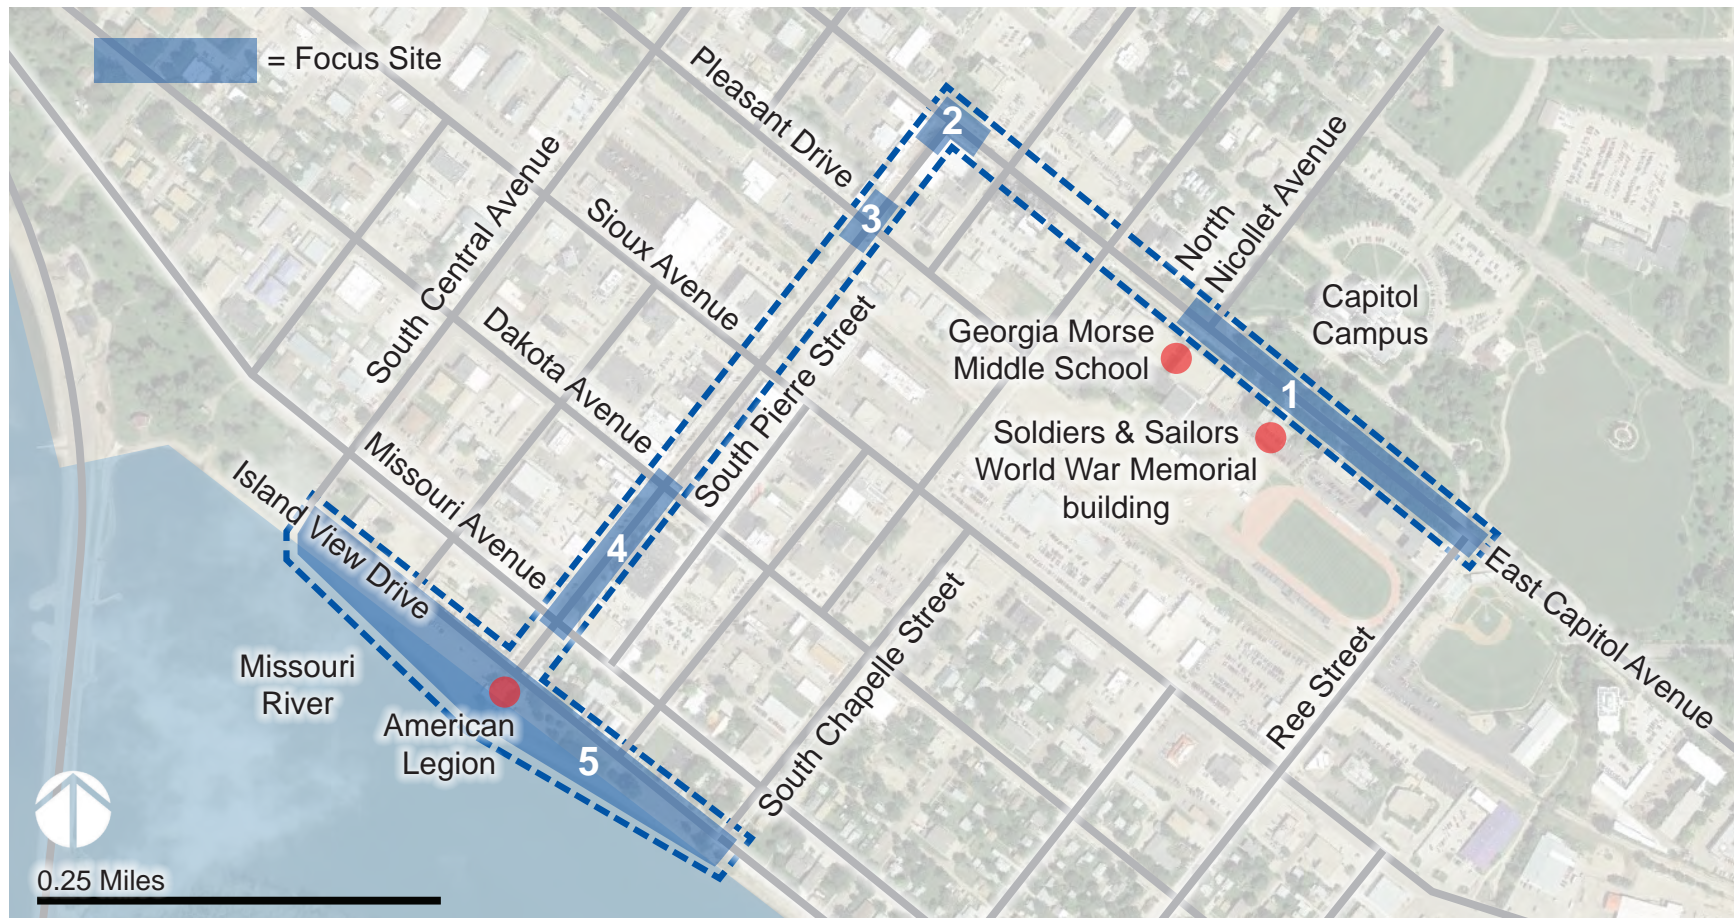 = Focus Site
Pleasant Drive
2
3
South Central Avenue
Sioux Avenue
North
Nicollet Avenue
Capitol
Campus
Georgia Morse
Middle School
1
Dakota Avenue
South Pierre Street
Soldiers & Sailors
World War Memorial
building
Missouri Avenue
Island View Drive
4
East Capitol Avenue
South Chapelle Street
Ree Street
Missouri
River
American
Legion
5
0.25 Miles